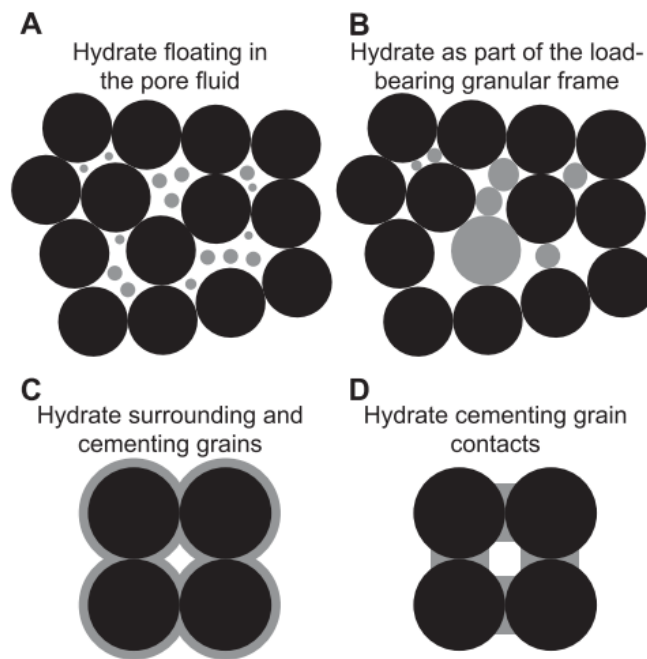 A
Hydrate floating in
the pore fluid
B
Hydrate as part of the load-
bearing granular frame
C
Hydrate surrounding and
cementing grains
D
Hydrate cementing grain
contacts